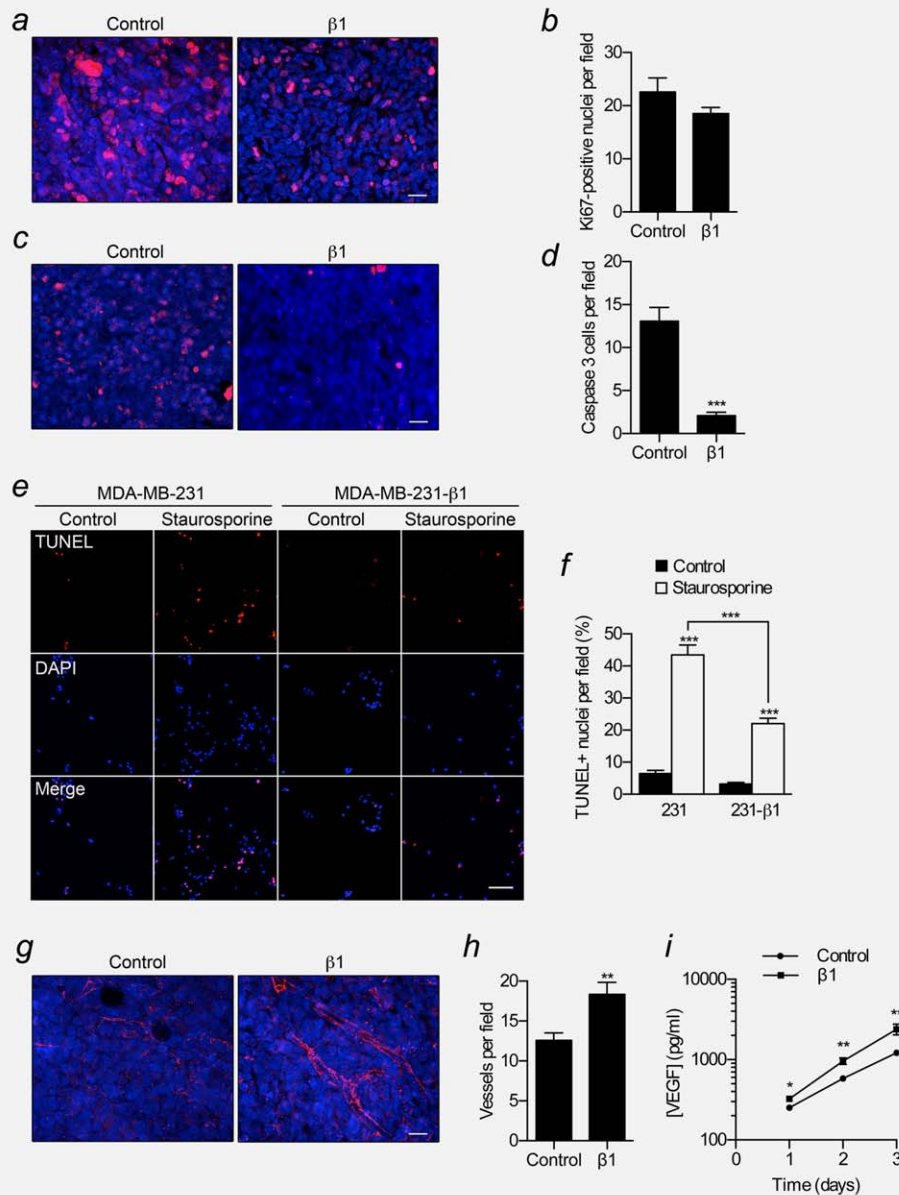 a
Control
β1
b
Ki67-positive nuclei per field
30
20
10
0
Control
β1
c
Control
β1
d
Caspase 3 cells per field
20
15
10
5
0
***
Control
β1
e
MDA-MB-231
MDA-MB-231-β1
Control
Staurosporine
Control
Staurosporine
TUNEL
DAPI
Merge
f
Control
Staurosporine
TUNEL+ nuclei per field (%)
50
40
30
20
10
0
***
***
***
231
231-β1
g
Control
β1
h
Vessels per field
20
15
10
5
0
**
Control
β1
i
Control
β1
[VEGF] (pg/ml)
10000
1000
100
*
**
**
0
1
2
3
Time (days)